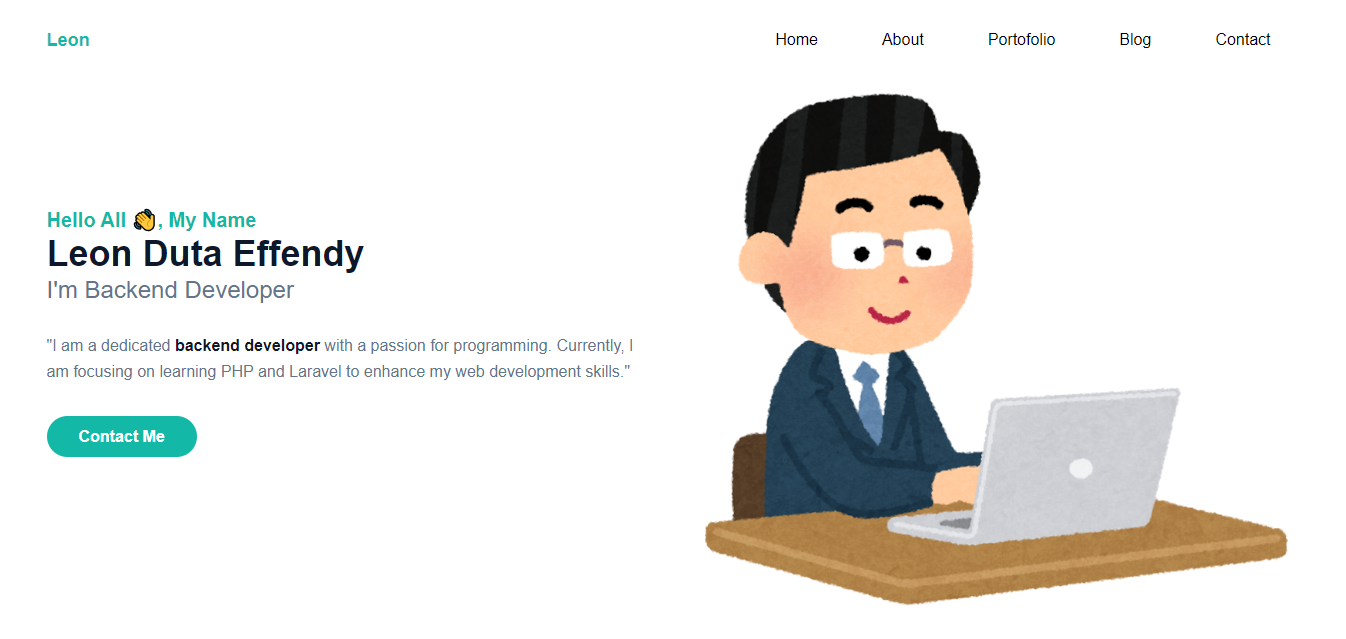 Leon
Home
About
Portofolio
Blog
Contact
Hello All 👋, My Name
Leon Duta Effendy
I'm Backend Developer
"I am a dedicated backend developer with a passion for programming. Currently, I
am focusing on learning PHP and Laravel to enhance my web development skills."
Contact Me